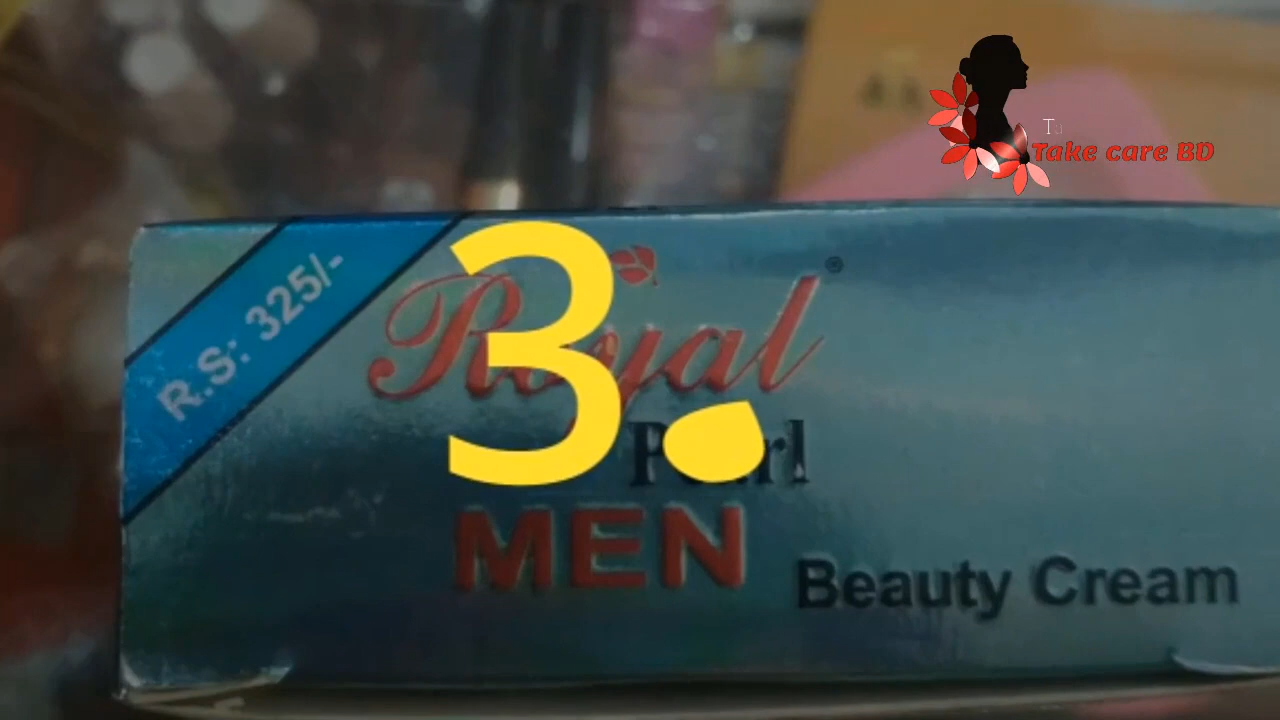 T
Take care BD
R.S: 325/-
Royal®
3.
Pearl
MEN
Beauty Cream